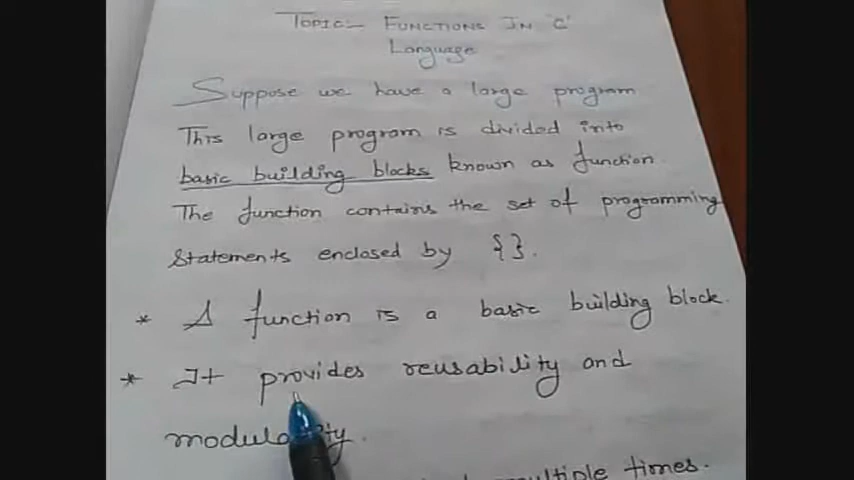 TOPIC- FUNCTIONS IN 'C'
Language
Suppose we have a large program
This large program is divided into
basic building blocks known as function.
The function contains the set of programming
Statements enclosed by {}.
* A function is a basic building block.
* It provides reusability and
modularity.
multiple times.